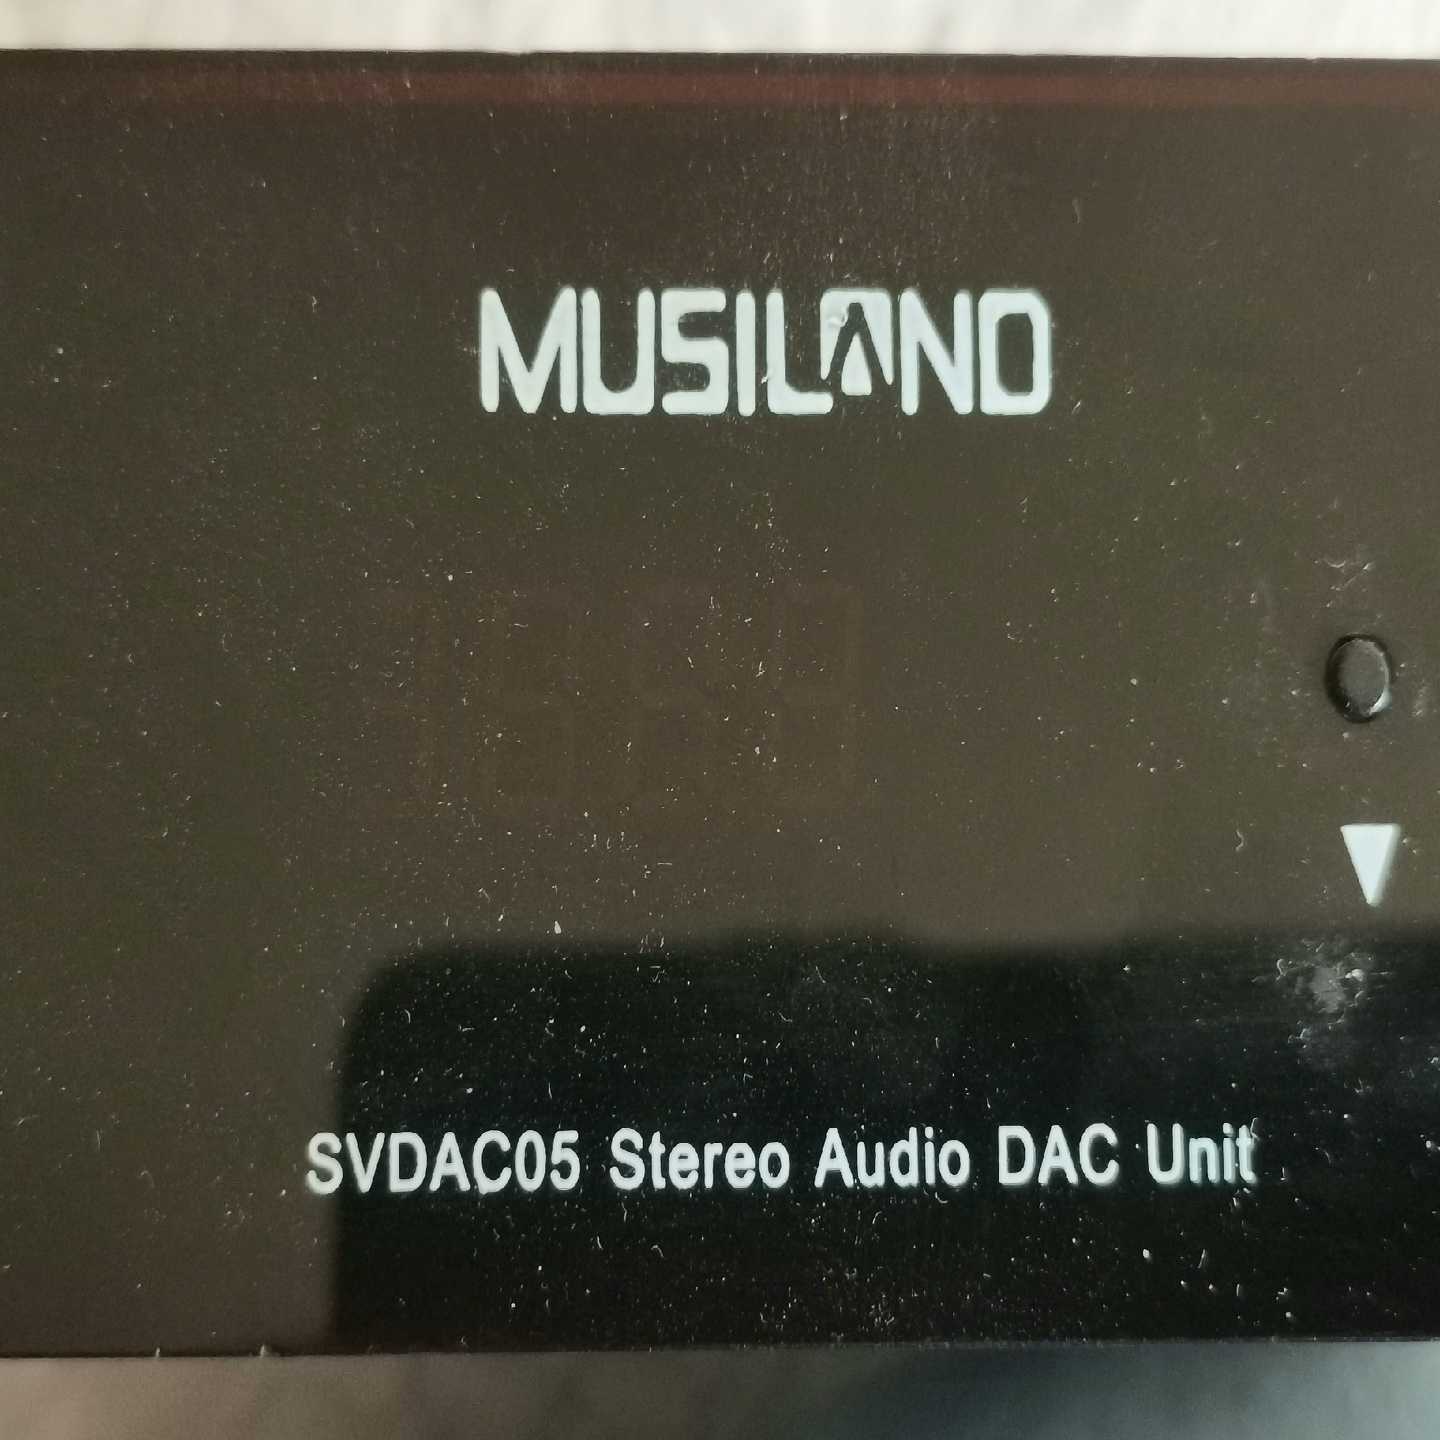 MUSILAND
SVDAC05 Stereo Audio DAC Unit